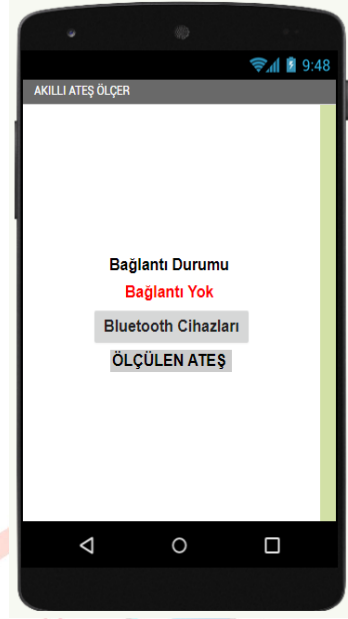 9:48
AKILLI ATEŞ ÖLÇER
Bağlantı Durumu
Bağlantı Yok
Bluetooth Cihazları
ÖLÇÜLEN ATEŞ